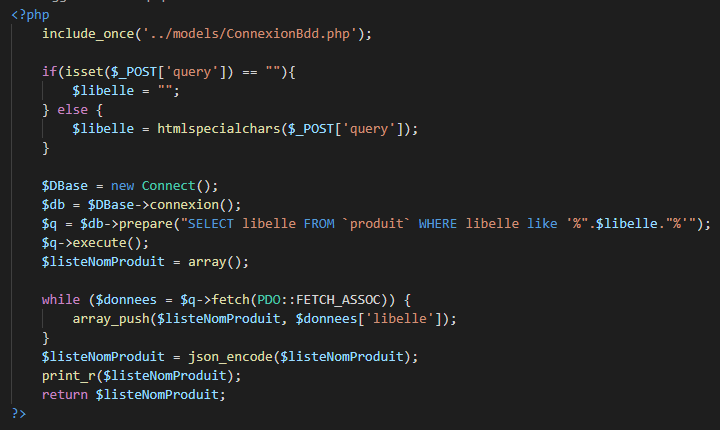 <?php
include_once('../models/ConnexionBdd.php');
if(isset($_POST['query']) == ""){
$libelle = "";
} else {
$libelle = htmlspecialchars($_POST['query']);
}
$DBase = new Connect();
$db = $DBase->connexion();
$q = $db->prepare("SELECT libelle FROM `produit` WHERE libelle like '%".$libelle."%'");
$q->execute();
$listeNomProduit = array();
while ($donnees = $q->fetch(PDO::FETCH_ASSOC)) {
array_push($listeNomProduit, $donnees['libelle']);
}
$listeNomProduit = json_encode($listeNomProduit);
print_r($listeNomProduit);
return $listeNomProduit;
?>